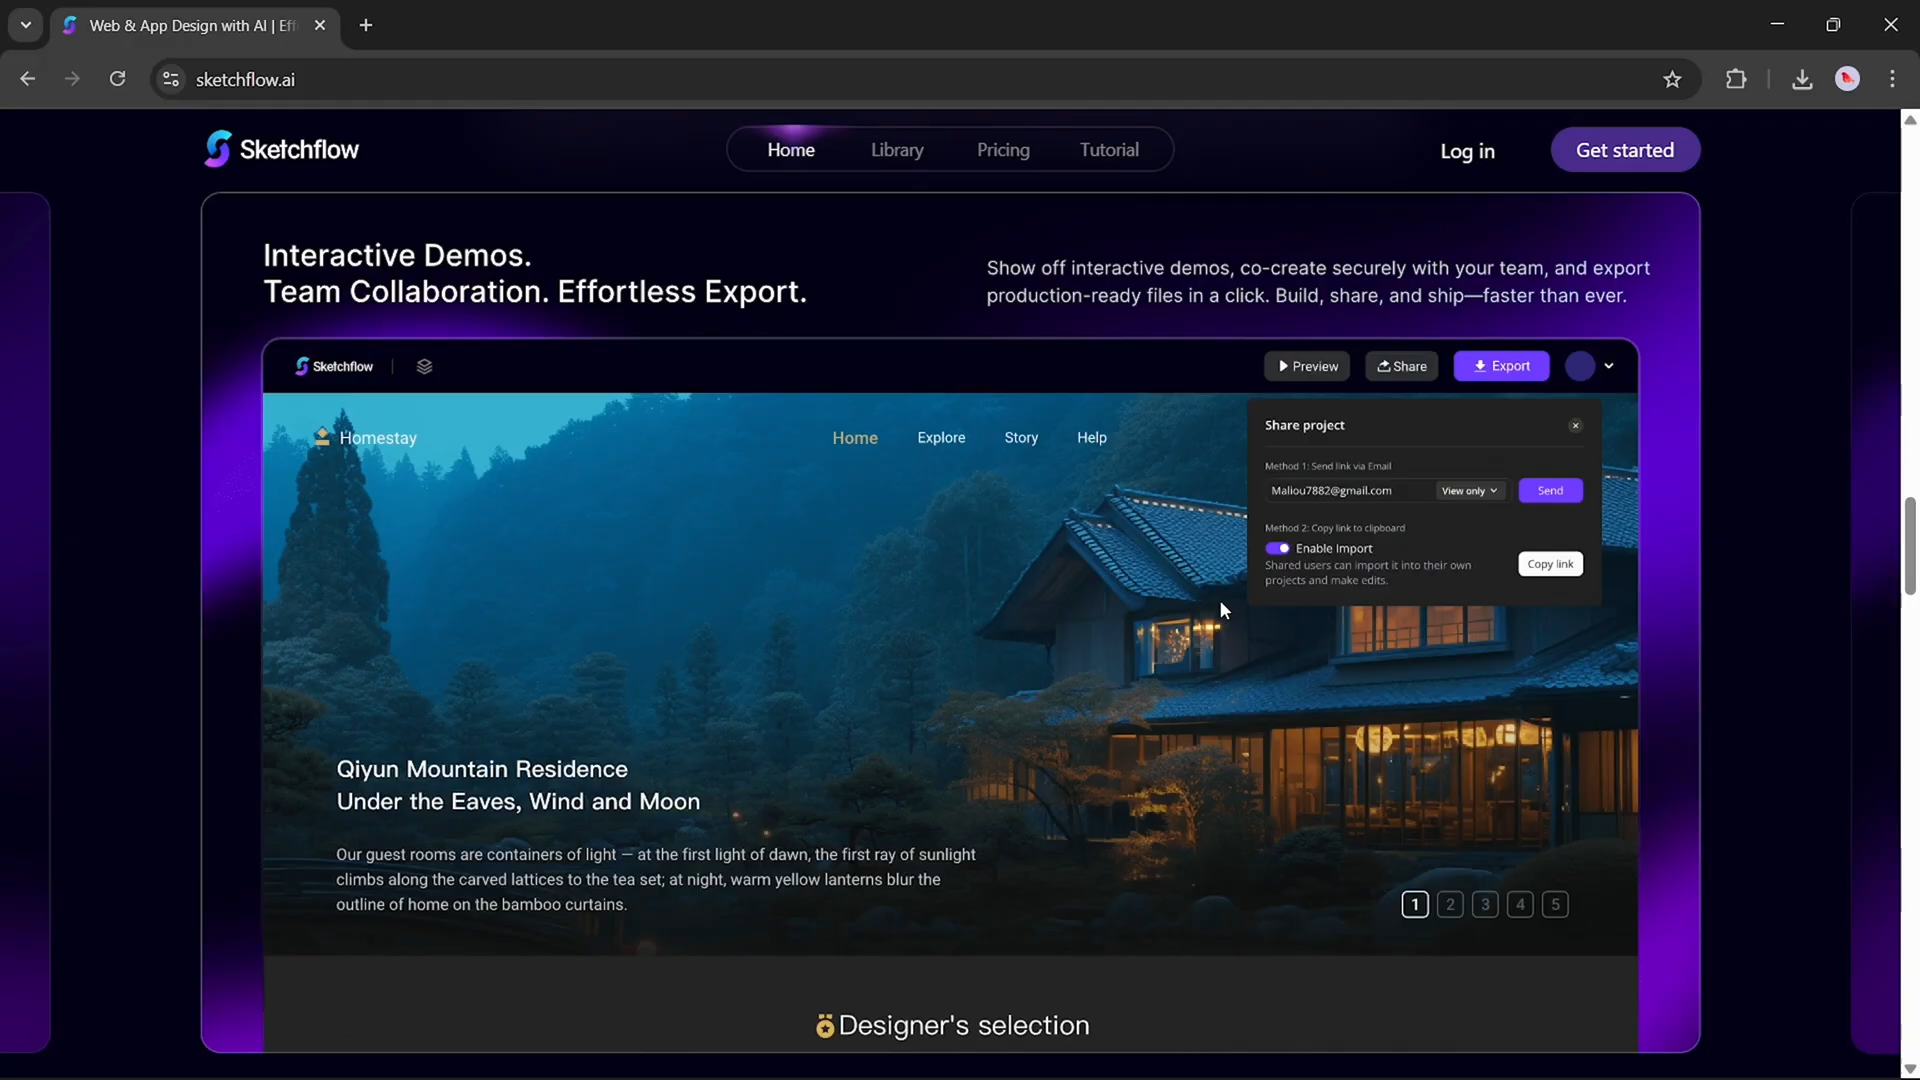 Web & App Design with AI | Eff
sketchflow.ai
Sketchflow
Home
Library
Pricing
Tutorial
Log in
Get started
Interactive Demos.
Team Collaboration. Effortless Export.
Show off interactive demos, co-create securely with your team, and export
production-ready files in a click. Build, share, and ship—faster than ever.
Sketchflow
Preview
Share
Export
Homestay
Home
Explore
Story
Help
Share project
Method 1: Send link via Email
Maliou7882@gmail.com
View only
Send
Method 2: Copy link to clipboard
Enable Import
Shared users can import it into their own
projects and make edits.
Copy link
Qiyun Mountain Residence
Under the Eaves, Wind and Moon
Our guest rooms are containers of light — at the first light of dawn, the first ray of sunlight
climbs along the carved lattices to the tea set; at night, warm yellow lanterns blur the
outline of home on the bamboo curtains.
1 2 3 4 5
Designer's selection